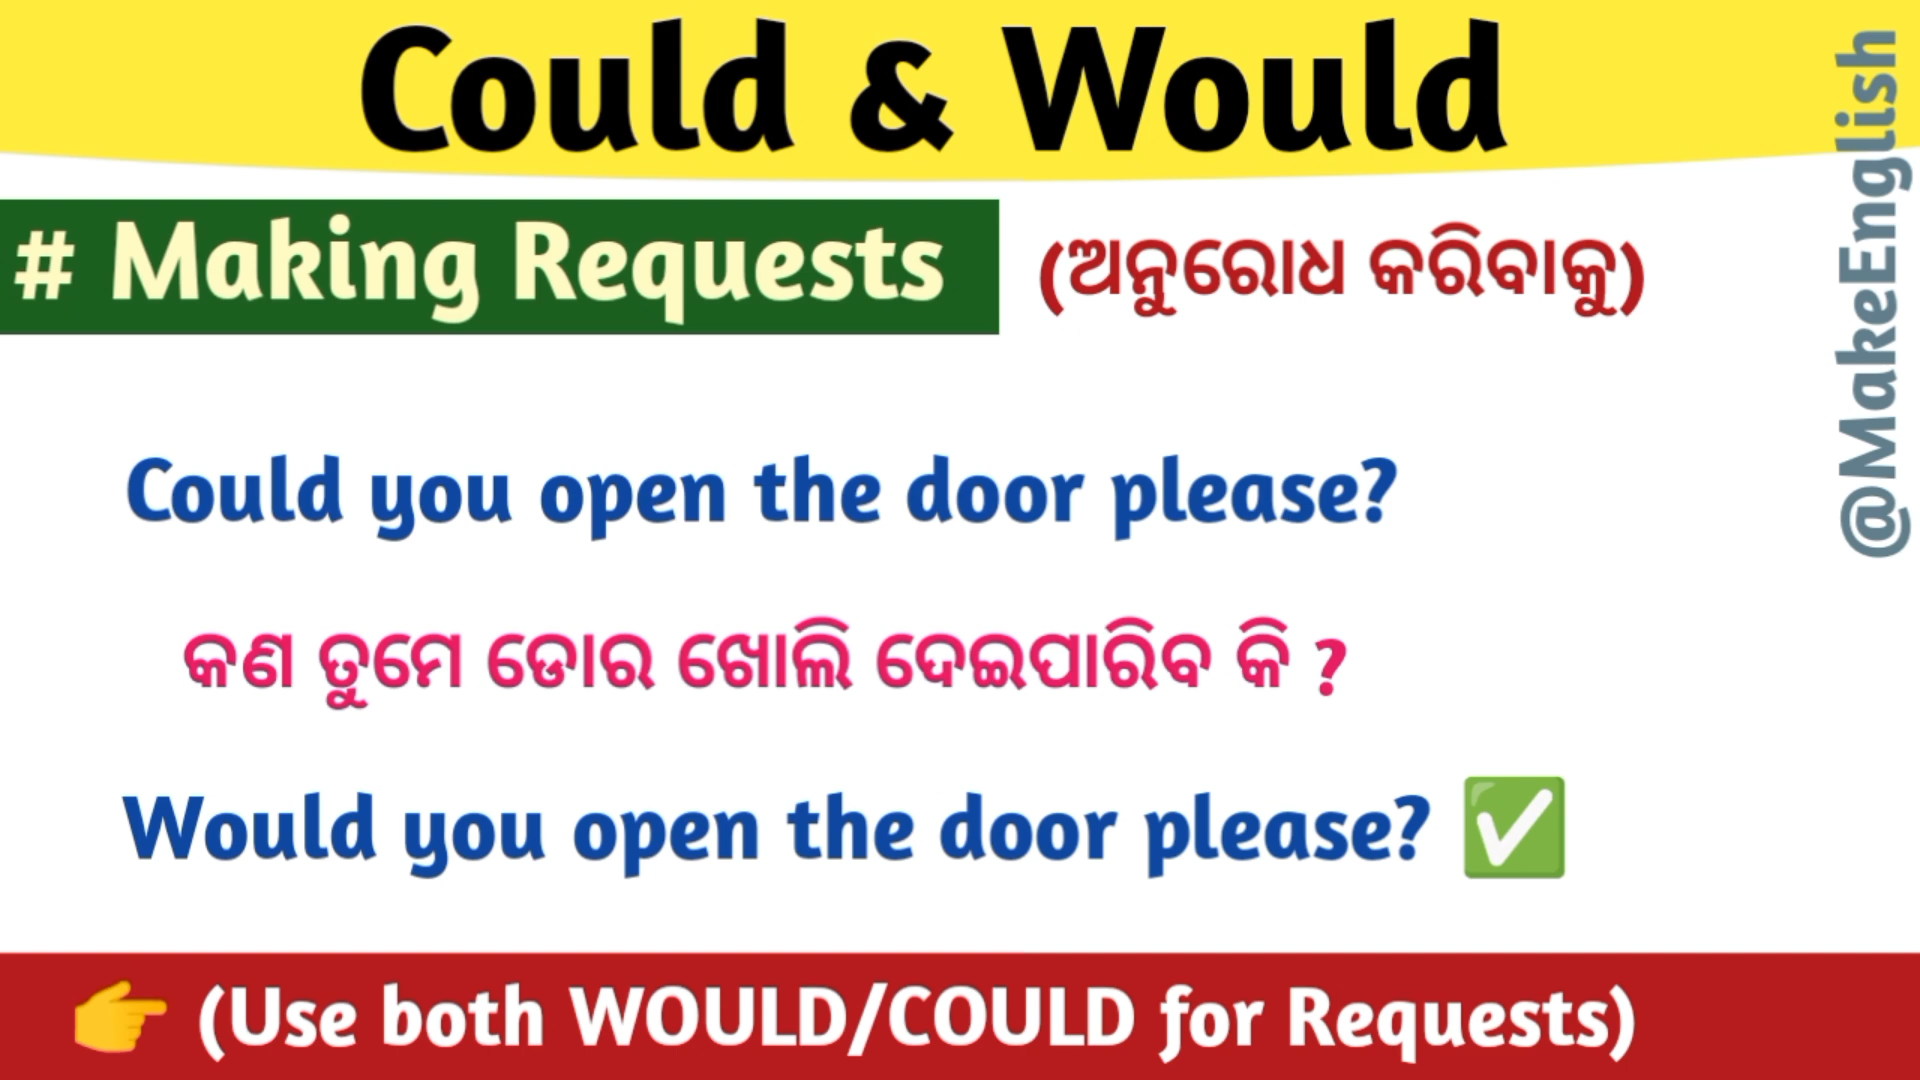 Could & Would
# Making Requests (ଅନୁରୋଧ କରିବାକୁ)
Could you open the door please?
କଣ ତୁମେ ଡୋର ଖୋଲି ଦେଇପାରିବ କି ?
Would you open the door please? ✅
👉 (Use both WOULD/COULD for Requests)
@MakeEnglish